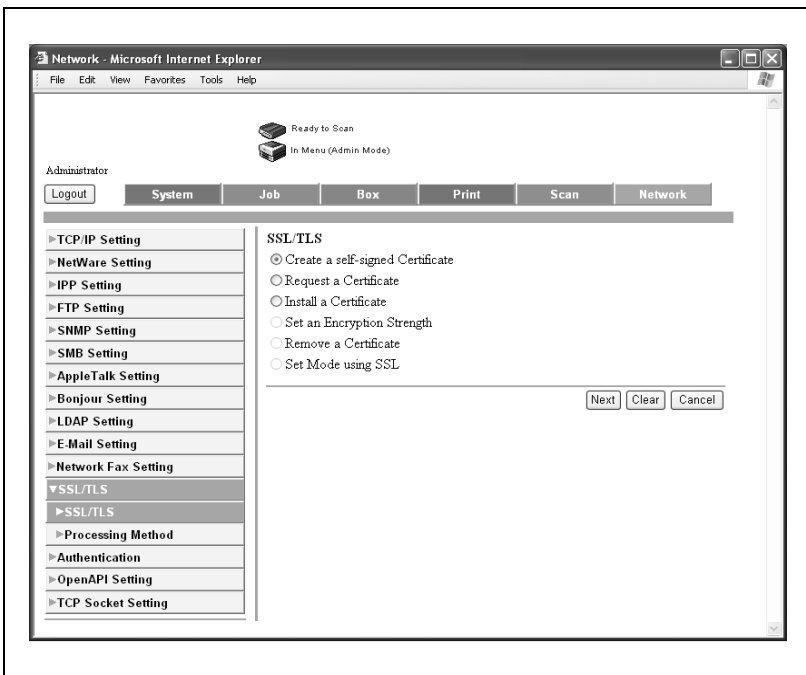 Network - Microsoft Internet Explorer
File Edit View Favorites Tools Help
Ready to Scan
In Menu (Admin Mode)
Administrator
Logout System Job Box Print Scan Network
TCP/IP Setting
NetWare Setting
IPP Setting
FTP Setting
SNMP Setting
SMB Setting
AppleTalk Setting
Bonjour Setting
LDAP Setting
E-Mail Setting
Network Fax Setting
SSL/TLS
SSL/TLS
Processing Method
Authentication
OpenAPI Setting
TCP Socket Setting
SSL/TLS
Create a self-signed Certificate
Request a Certificate
Install a Certificate
Set an Encryption Strength
Remove a Certificate
Set Mode using SSL
Next Clear Cancel